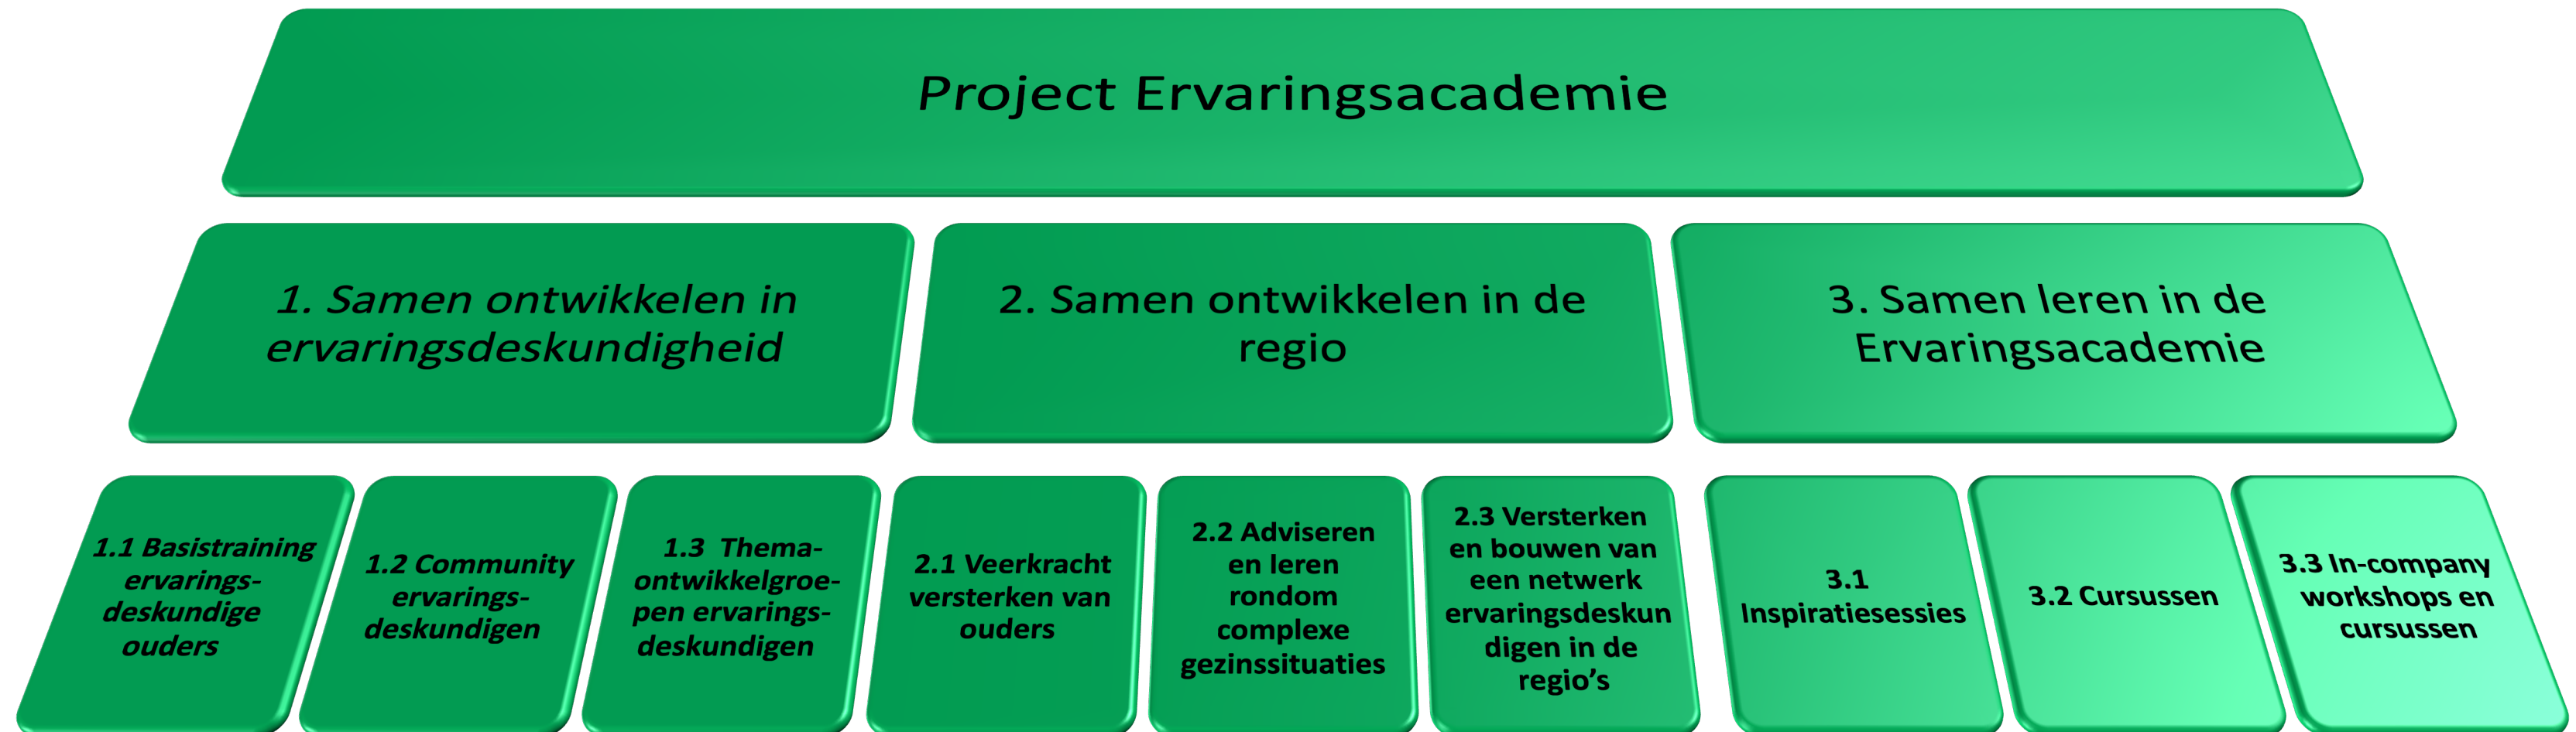 Project Ervaringsacademie
1. Samen ontwikkelen in
ervaringsdeskundigheid
2. Samen ontwikkelen in de
regio
3. Samen leren in de
Ervaringsacademie
1.1 Basistraining
ervarings-
deskundige
ouders
1.2 Community
ervarings-
deskundigen
1.3 Thema-
ontwikkelgroe-
pen ervarings-
deskundigen
2.1 Veerkracht
versterken van
ouders
2.2 Adviseren
en leren
rondom
complexe
gezinssituaties
2.3 Versterken
en bouwen van
een netwerk
ervaringsdeskun
digen in de
regio’s
3.1
Inspiratiesessies
3.2 Cursussen
3.3 In-company
workshops en
cursussen